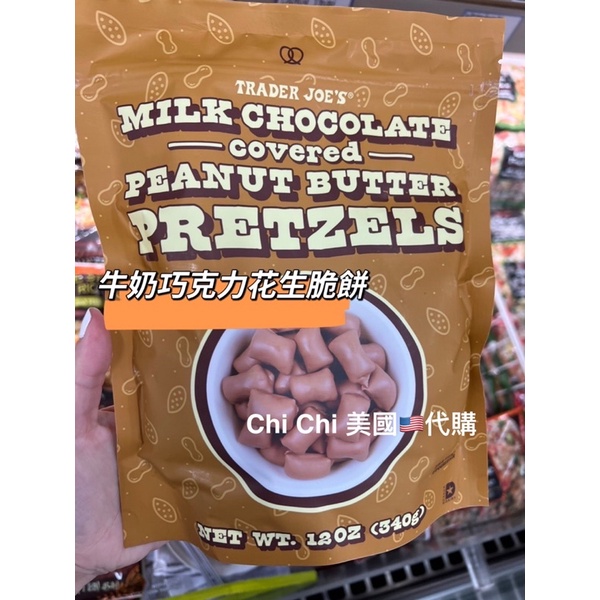 TRADER JOE'S®
MILK CHOCOLATE
covered
PEANUT BUTTER
PRETZELS
牛奶巧克力花生脆餅
Chi Chi 美國🇺🇸代購
NET WT. 12OZ (340g)